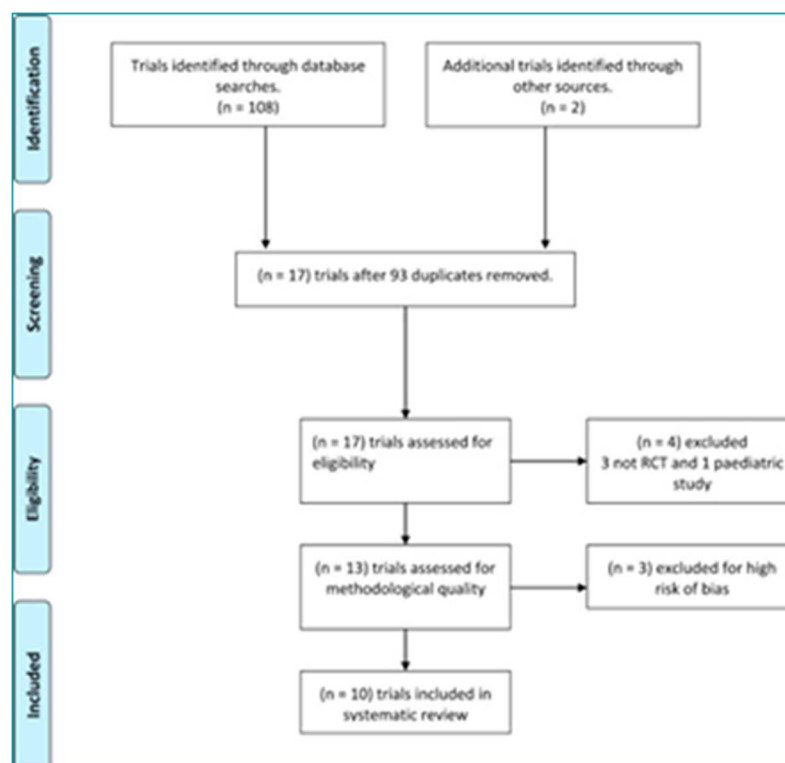 Identification
Trials identified through database
searches.
(n = 108)
Additional trials identified through
other sources.
(n = 2)
Screening
(n = 17) trials after 93 duplicates removed.
Eligibility
(n = 17) trials assessed for
eligibility
(n = 4) excluded
3 not RCT and 1 paediatric
study
(n = 13) trials assessed for
methodological quality
(n = 3) excluded for high
risk of bias
Included
(n = 10) trials included in
systematic review